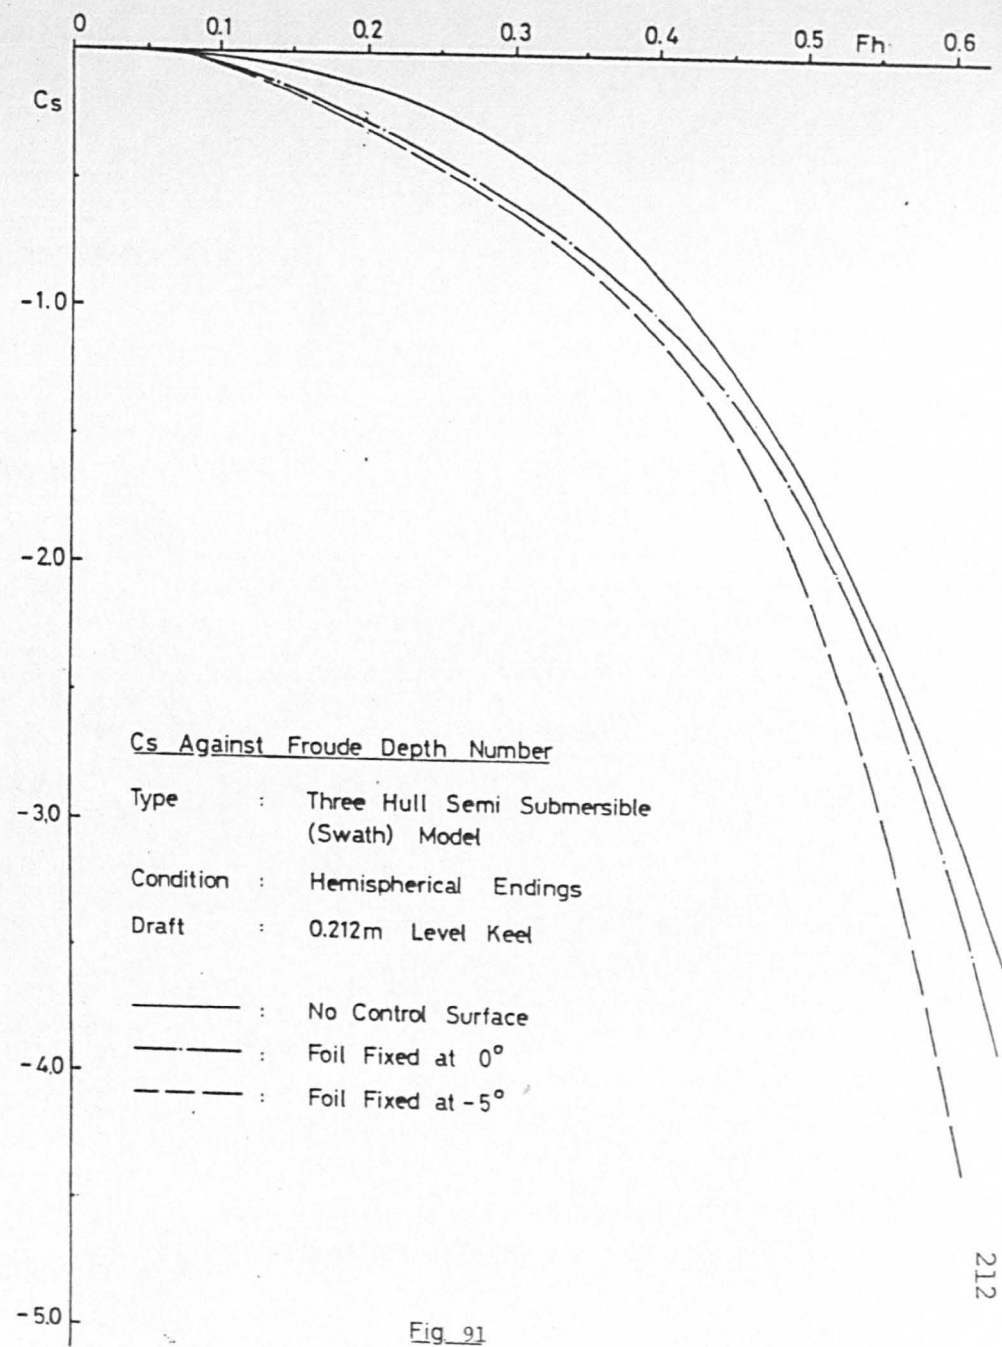 0 0.1 0.2 0.3 0.4 0.5 Fh 0.6
Cs
-1.0
-2.0
-3.0
-4.0
-5.0
Cs Against Froude Depth Number
Type : Three Hull Semi Submersible
(Swath) Model
Condition : Hemispherical Endings
Draft : 0.212m Level Keel
: No Control Surface
: Foil Fixed at 0°
: Foil Fixed at -5°
Fig 91
212